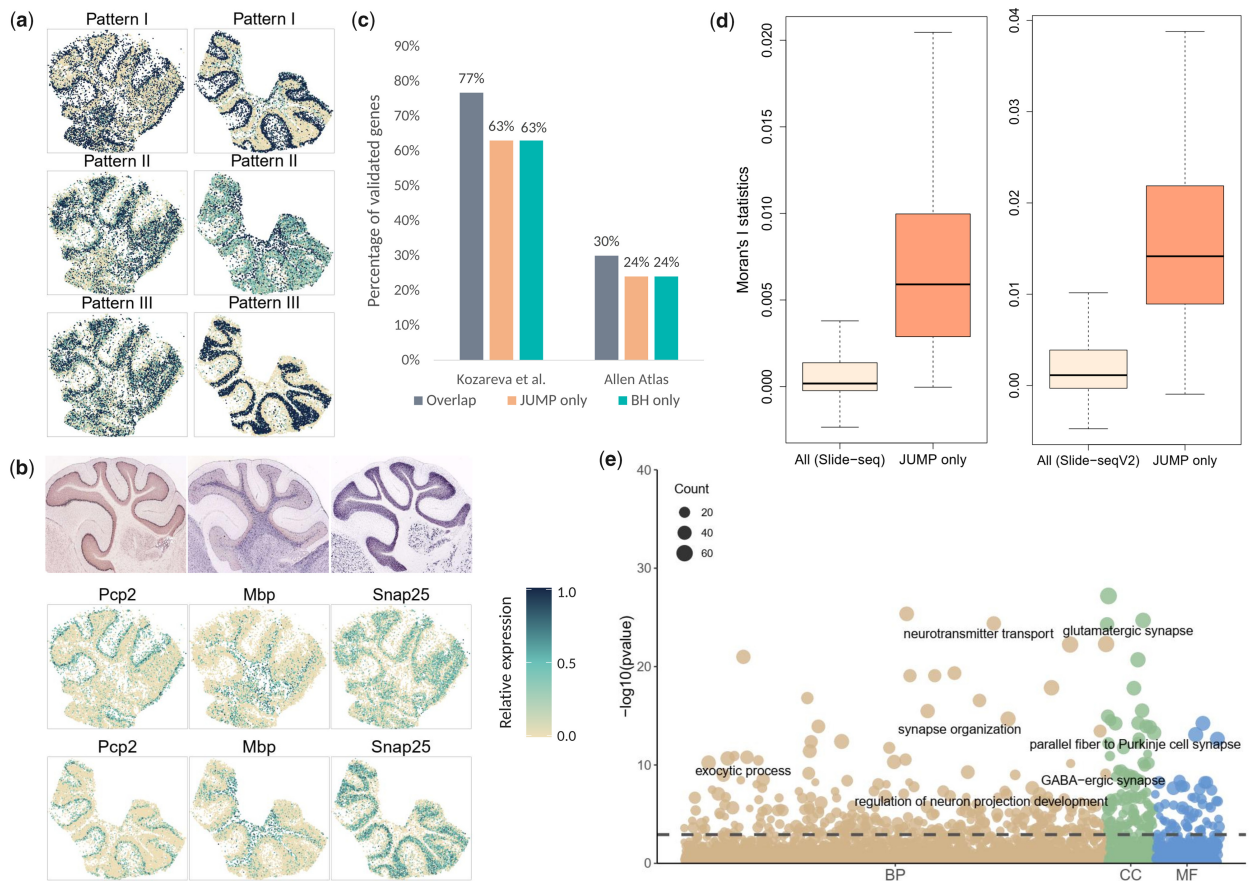 (a)
Pattern I
Pattern I
Pattern II
Pattern II
Pattern III
Pattern III
(c)
Percentage of validated genes
90%
80%
70%
60%
50%
40%
30%
20%
10%
0%
77%
63%
63%
30%
24%
24%
Kozareva et al.
Allen Atlas
Overlap
JUMP only
BH only
(d)
Moran's I statistics
0.020
0.015
0.010
0.005
0.000
All (Slide−seq)
JUMP only
0.04
0.03
0.02
0.01
0.00
All (Slide−seqV2)
JUMP only
(b)
Pcp2
Mbp
Snap25
Pcp2
Mbp
Snap25
Relative expression
1.0
0.5
0.0
(e)
−log10(pvalue)
40
30
20
10
0
Count
20
40
60
neurotransmitter transport
glutamatergic synapse
synapse organization
parallel fiber to Purkinje cell synapse
exocytic process
GABA−ergic synapse
regulation of neuron projection development
BP
CC
MF